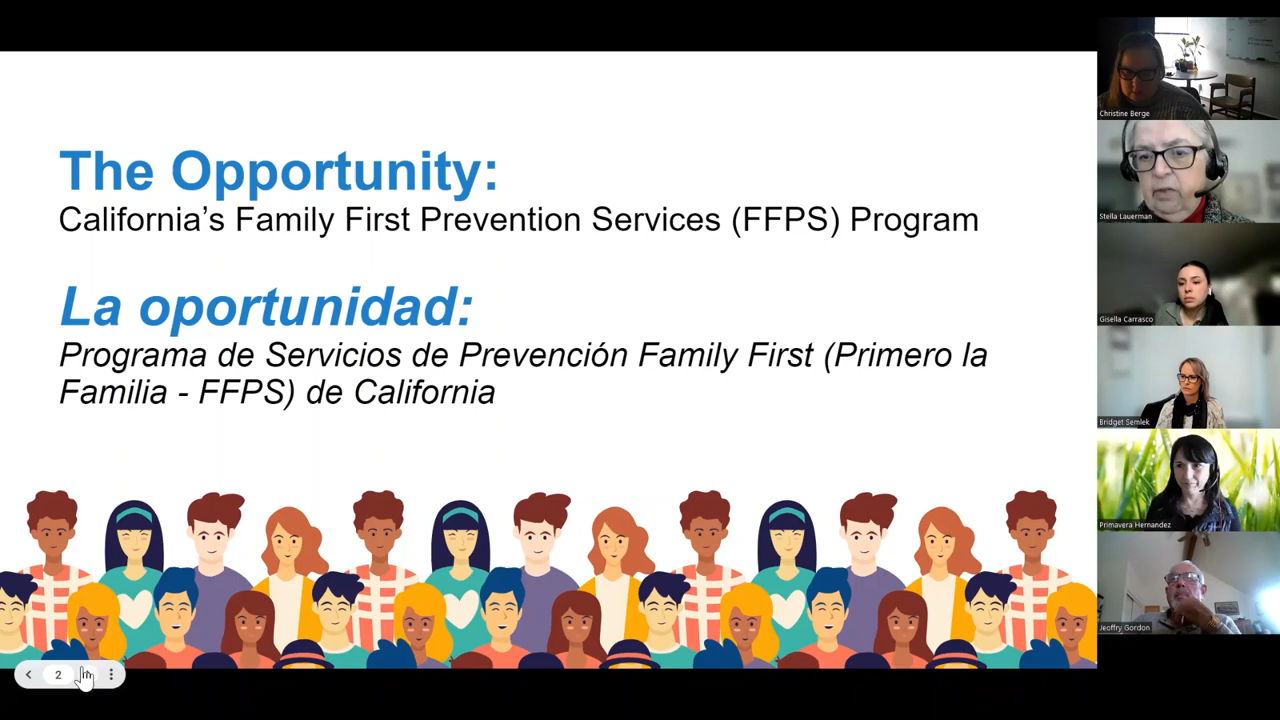 The Opportunity:
California’s Family First Prevention Services (FFPS) Program
La oportunidad:
Programa de Servicios de Prevención Family First (Primero la
Familia - FFPS) de California
2
Christine Berge
Stella Lauerman
Gisella Carrasco
Bridget Semlek
Primavera Hernandez
Jeoffry Gordon